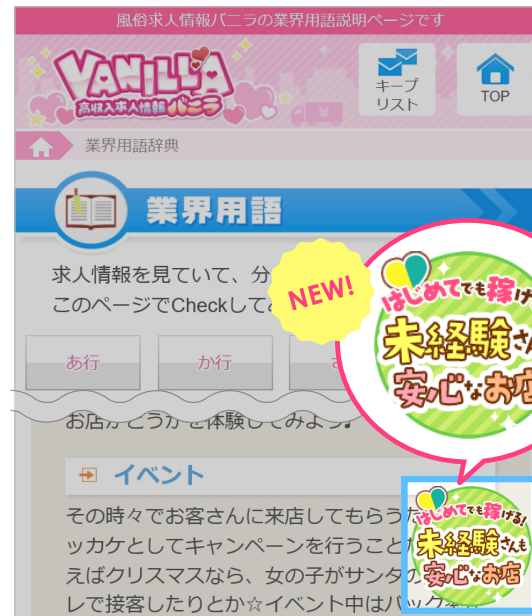 風俗求人情報バニラの業界用語説明ページです
VANILLA
高収入求人情報 バニラ
キープ
リスト
TOP
業界用語辞典
業界用語
求人情報を見ていて、分
このページでCheckして
NEW!
はじめてでも稼げ
未経験さん
安心なお店
あ行
か行
お店かどうかを体験してみよう♪
イベント
その時々でお客さんに来店してもらうた
ッカケとしてキャンペーンを行うこと
えばクリスマスなら、女の子がサンタの
レで接客したりとか☆イベント中はバック
はじめてでも稼げる!
未経験さんも
安心なお店